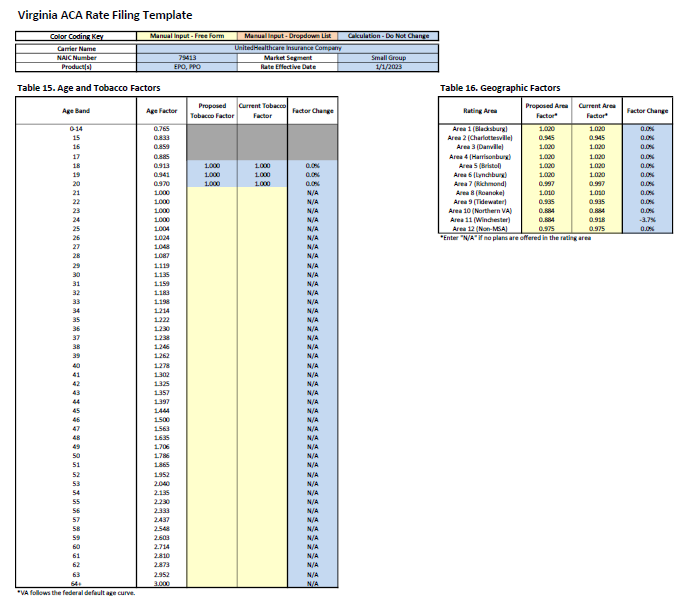 Virginia ACA Rate Filing Template
Color Coding Key Manual Input - Free Form Manual Input - Dropdown List Calculation - Do Not Change
Carrier Name UnitedHealthcare Insurance Company
NAIC Number 79413 Market Segment Small Group
Product(s) EPO, PPO Rate Effective Date 1/1/2023
Table 15. Age and Tobacco Factors
Age Band Age Factor Proposed Tobacco Factor Current Tobacco Factor Factor Change
0-14 0.765
15 0.833
16 0.859
17 0.885
18 0.913 1.000 1.000 0.0%
19 0.941 1.000 1.000 0.0%
20 0.970 1.000 1.000 0.0%
21 1.000 N/A
22 1.000 N/A
23 1.000 N/A
24 1.000 N/A
25 1.004 N/A
26 1.024 N/A
27 1.048 N/A
28 1.087 N/A
29 1.119 N/A
30 1.135 N/A
31 1.159 N/A
32 1.183 N/A
33 1.198 N/A
34 1.214 N/A
35 1.222 N/A
36 1.230 N/A
37 1.238 N/A
38 1.246 N/A
39 1.262 N/A
40 1.278 N/A
41 1.302 N/A
42 1.325 N/A
43 1.357 N/A
44 1.397 N/A
45 1.444 N/A
46 1.500 N/A
47 1.563 N/A
48 1.635 N/A
49 1.706 N/A
50 1.786 N/A
51 1.865 N/A
52 1.952 N/A
53 2.040 N/A
54 2.135 N/A
55 2.230 N/A
56 2.333 N/A
57 2.437 N/A
58 2.548 N/A
59 2.603 N/A
60 2.714 N/A
61 2.810 N/A
62 2.873 N/A
63 2.952 N/A
64+ 3.000 N/A
*VA follows the federal default age curve.
Table 16. Geographic Factors
Rating Area Proposed Area Factor* Current Area Factor* Factor Change
Area 1 (Blacksburg) 1.020 1.020 0.0%
Area 2 (Charlottesville) 0.945 0.945 0.0%
Area 3 (Danville) 1.020 1.020 0.0%
Area 4 (Harrisonburg) 1.020 1.020 0.0%
Area 5 (Bristol) 1.020 1.020 0.0%
Area 6 (Lynchburg) 1.020 1.020 0.0%
Area 7 (Richmond) 0.997 0.997 0.0%
Area 8 (Roanoke) 1.010 1.010 0.0%
Area 9 (Tidewater) 0.935 0.935 0.0%
Area 10 (Northern VA) 0.884 0.884 0.0%
Area 11 (Winchester) 0.884 0.918 -3.7%
Area 12 (Non-MSA) 0.975 0.975 0.0%
*Enter "N/A" if no plans are offered in the rating area